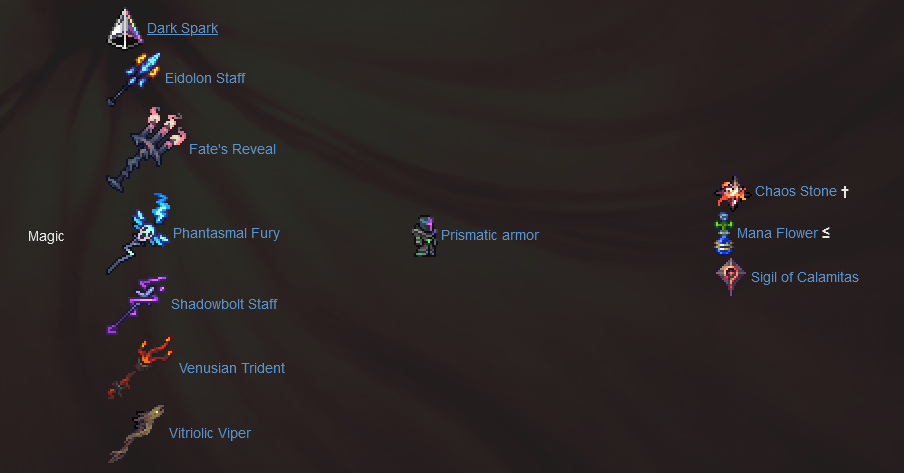 Magic
Dark Spark
Eidolon Staff
Fate's Reveal
Phantasmal Fury
Shadowbolt Staff
Venusian Trident
Vitriolic Viper
Prismatic armor
Chaos Stone †
Mana Flower ≤
Sigil of Calamitas